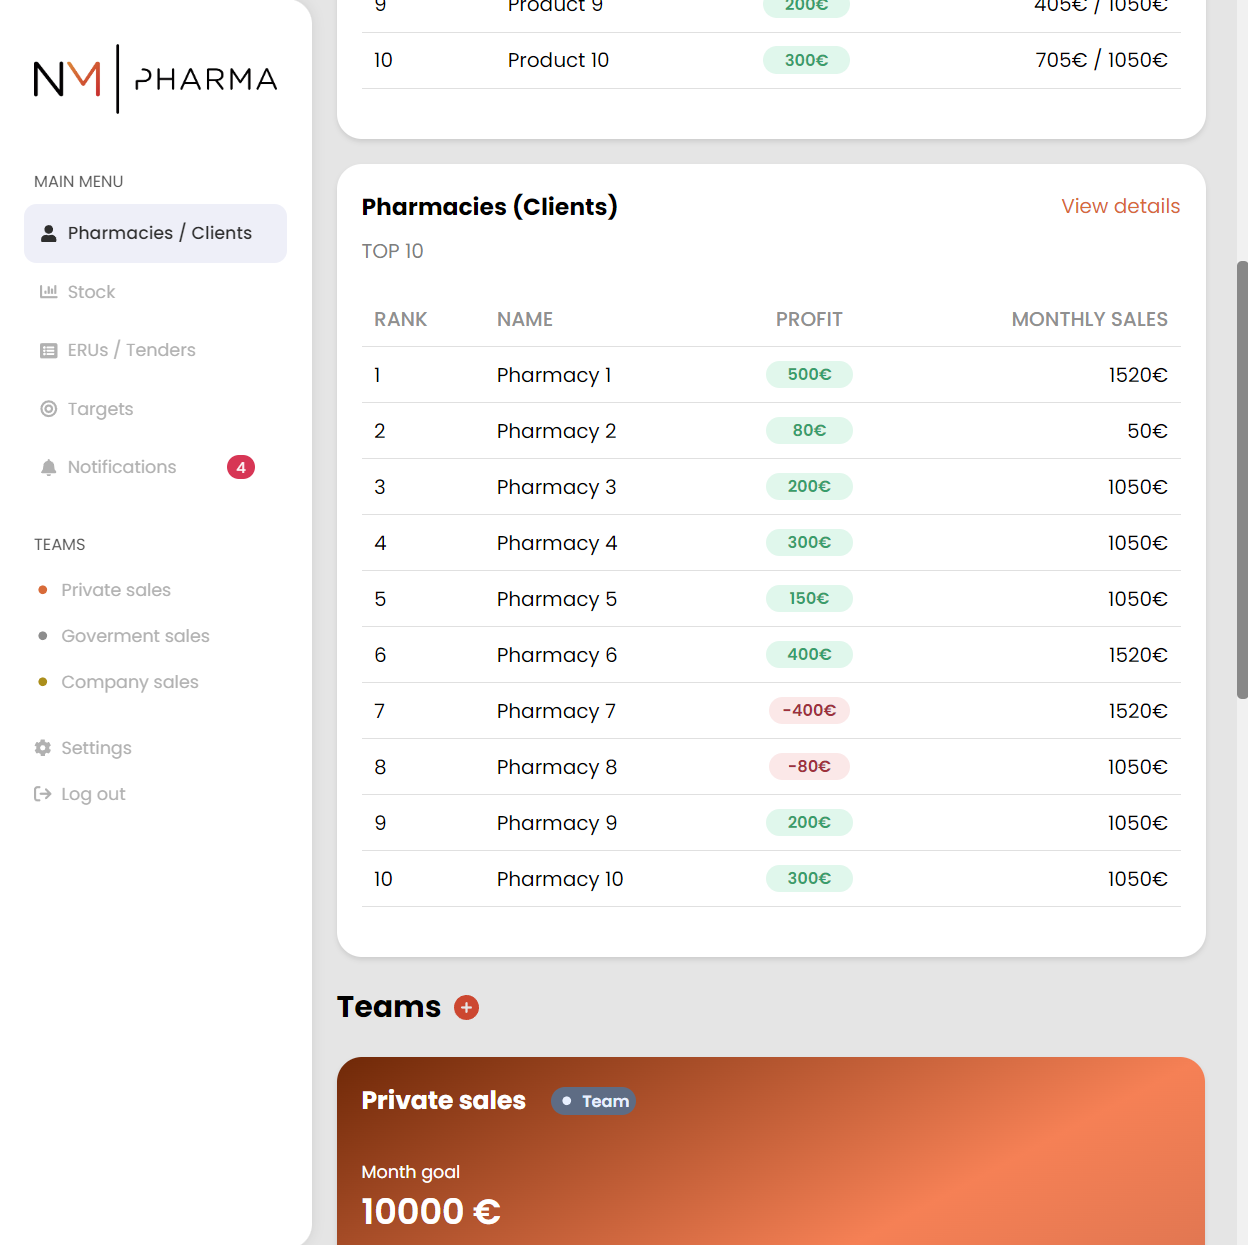 NM PHARMA
MAIN MENU
Pharmacies / Clients
Stock
ERUs / Tenders
Targets
Notifications 4
TEAMS
Private sales
Goverment sales
Company sales
Settings
Log out
9 Product 9 200€ 405€ / 1050€
10 Product 10 300€ 705€ / 1050€
Pharmacies (Clients) View details
TOP 10
RANK NAME PROFIT MONTHLY SALES
1 Pharmacy 1 500€ 1520€
2 Pharmacy 2 80€ 50€
3 Pharmacy 3 200€ 1050€
4 Pharmacy 4 300€ 1050€
5 Pharmacy 5 150€ 1050€
6 Pharmacy 6 400€ 1520€
7 Pharmacy 7 -400€ 1520€
8 Pharmacy 8 -80€ 1050€
9 Pharmacy 9 200€ 1050€
10 Pharmacy 10 300€ 1050€
Teams +
Private sales Team
Month goal
10000 €